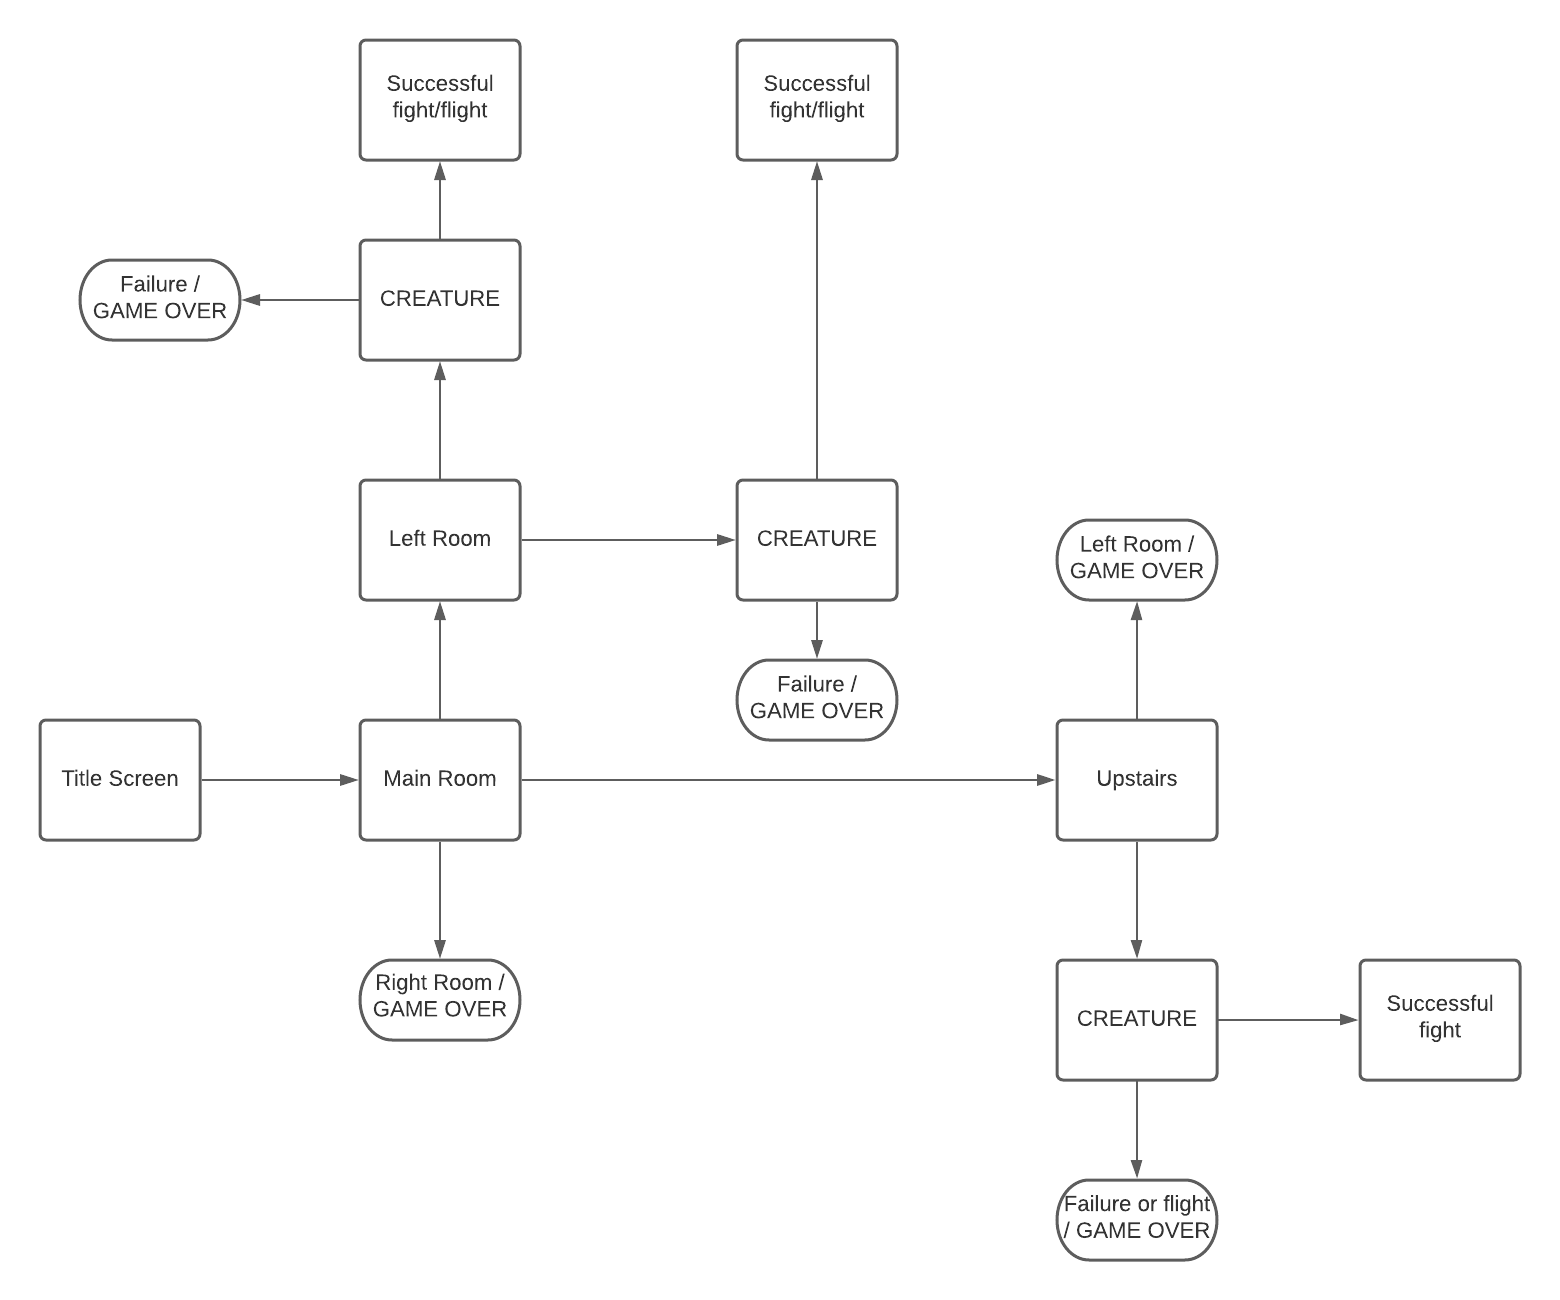 Successful
fight/flight
Successful
fight/flight
Failure /
GAME OVER
CREATURE
Left Room
CREATURE
Left Room /
GAME OVER
Failure /
GAME OVER
Title Screen
Main Room
Upstairs
Right Room /
GAME OVER
CREATURE
Successful
fight
Failure or flight
/ GAME OVER